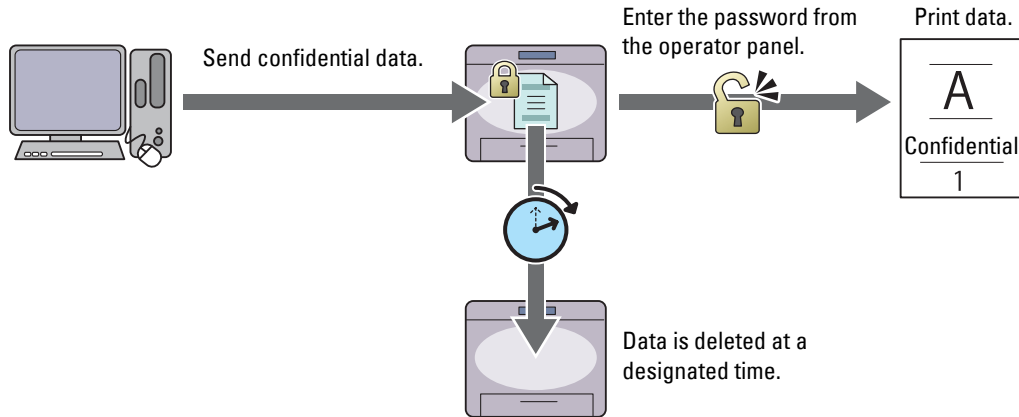 Send confidential data.
Enter the password from
the operator panel.
Print data.
A
Confidential
1
Data is deleted at a
designated time.